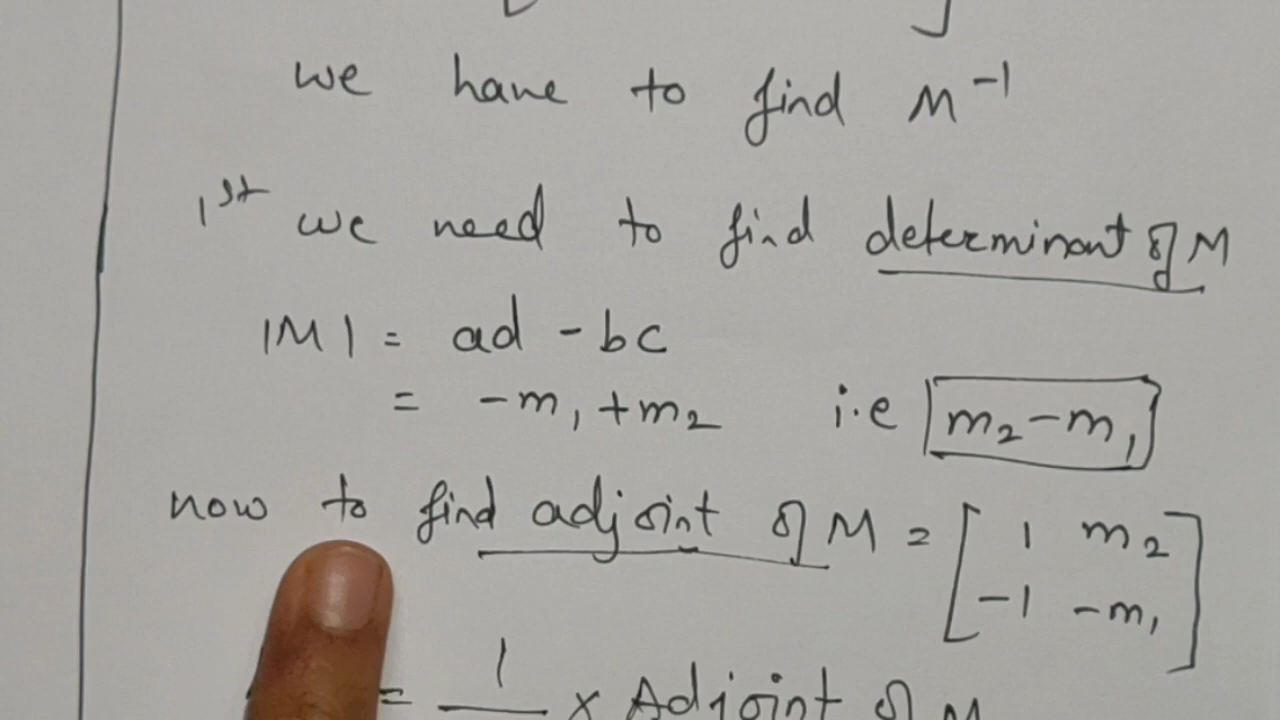 we have to find M⁻¹
1st we need to find determinant of M
|M| = ad - bc
= -m₁ + m₂ i.e m₂ - m₁
now to find adjoint of M = [1 m₂
-1 -m₁]
= 1 × Adjoint of M